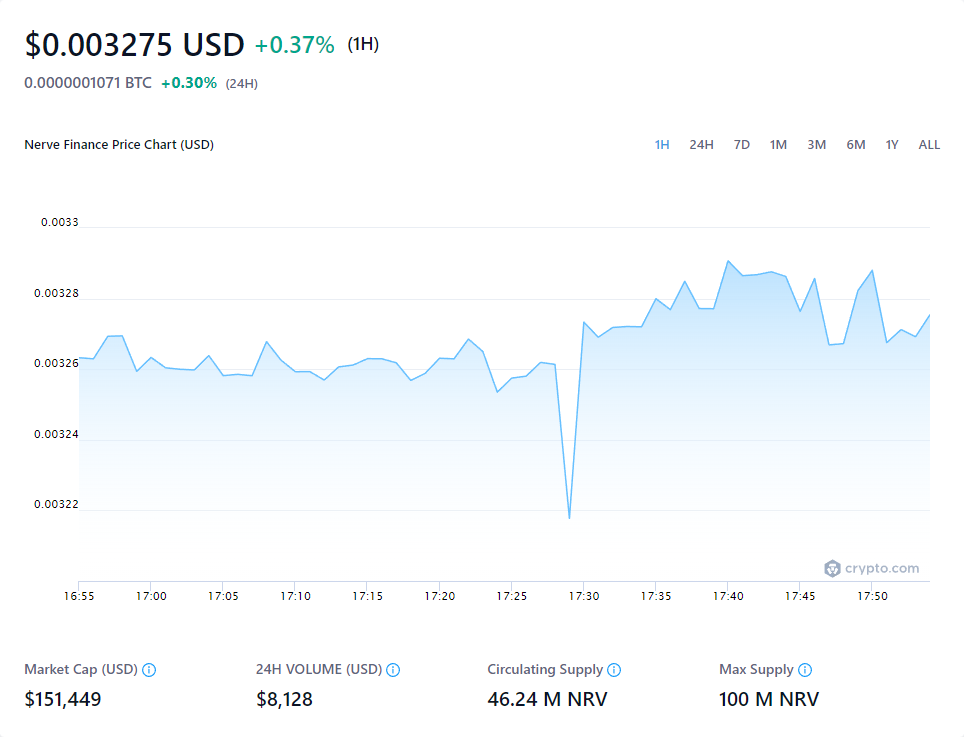 $0.003275 USD +0.37% (1H)
0.0000001071 BTC +0.30% (24H)
Nerve Finance Price Chart (USD)
1H 24H 7D 1M 3M 6M 1Y ALL
0.0033
0.00328
0.00326
0.00324
0.00322
crypto.com
16:55 17:00 17:05 17:10 17:15 17:20 17:25 17:30 17:35 17:40 17:45 17:50
Market Cap (USD) 24H VOLUME (USD) Circulating Supply Max Supply
$151,449 $8,128 46.24 M NRV 100 M NRV